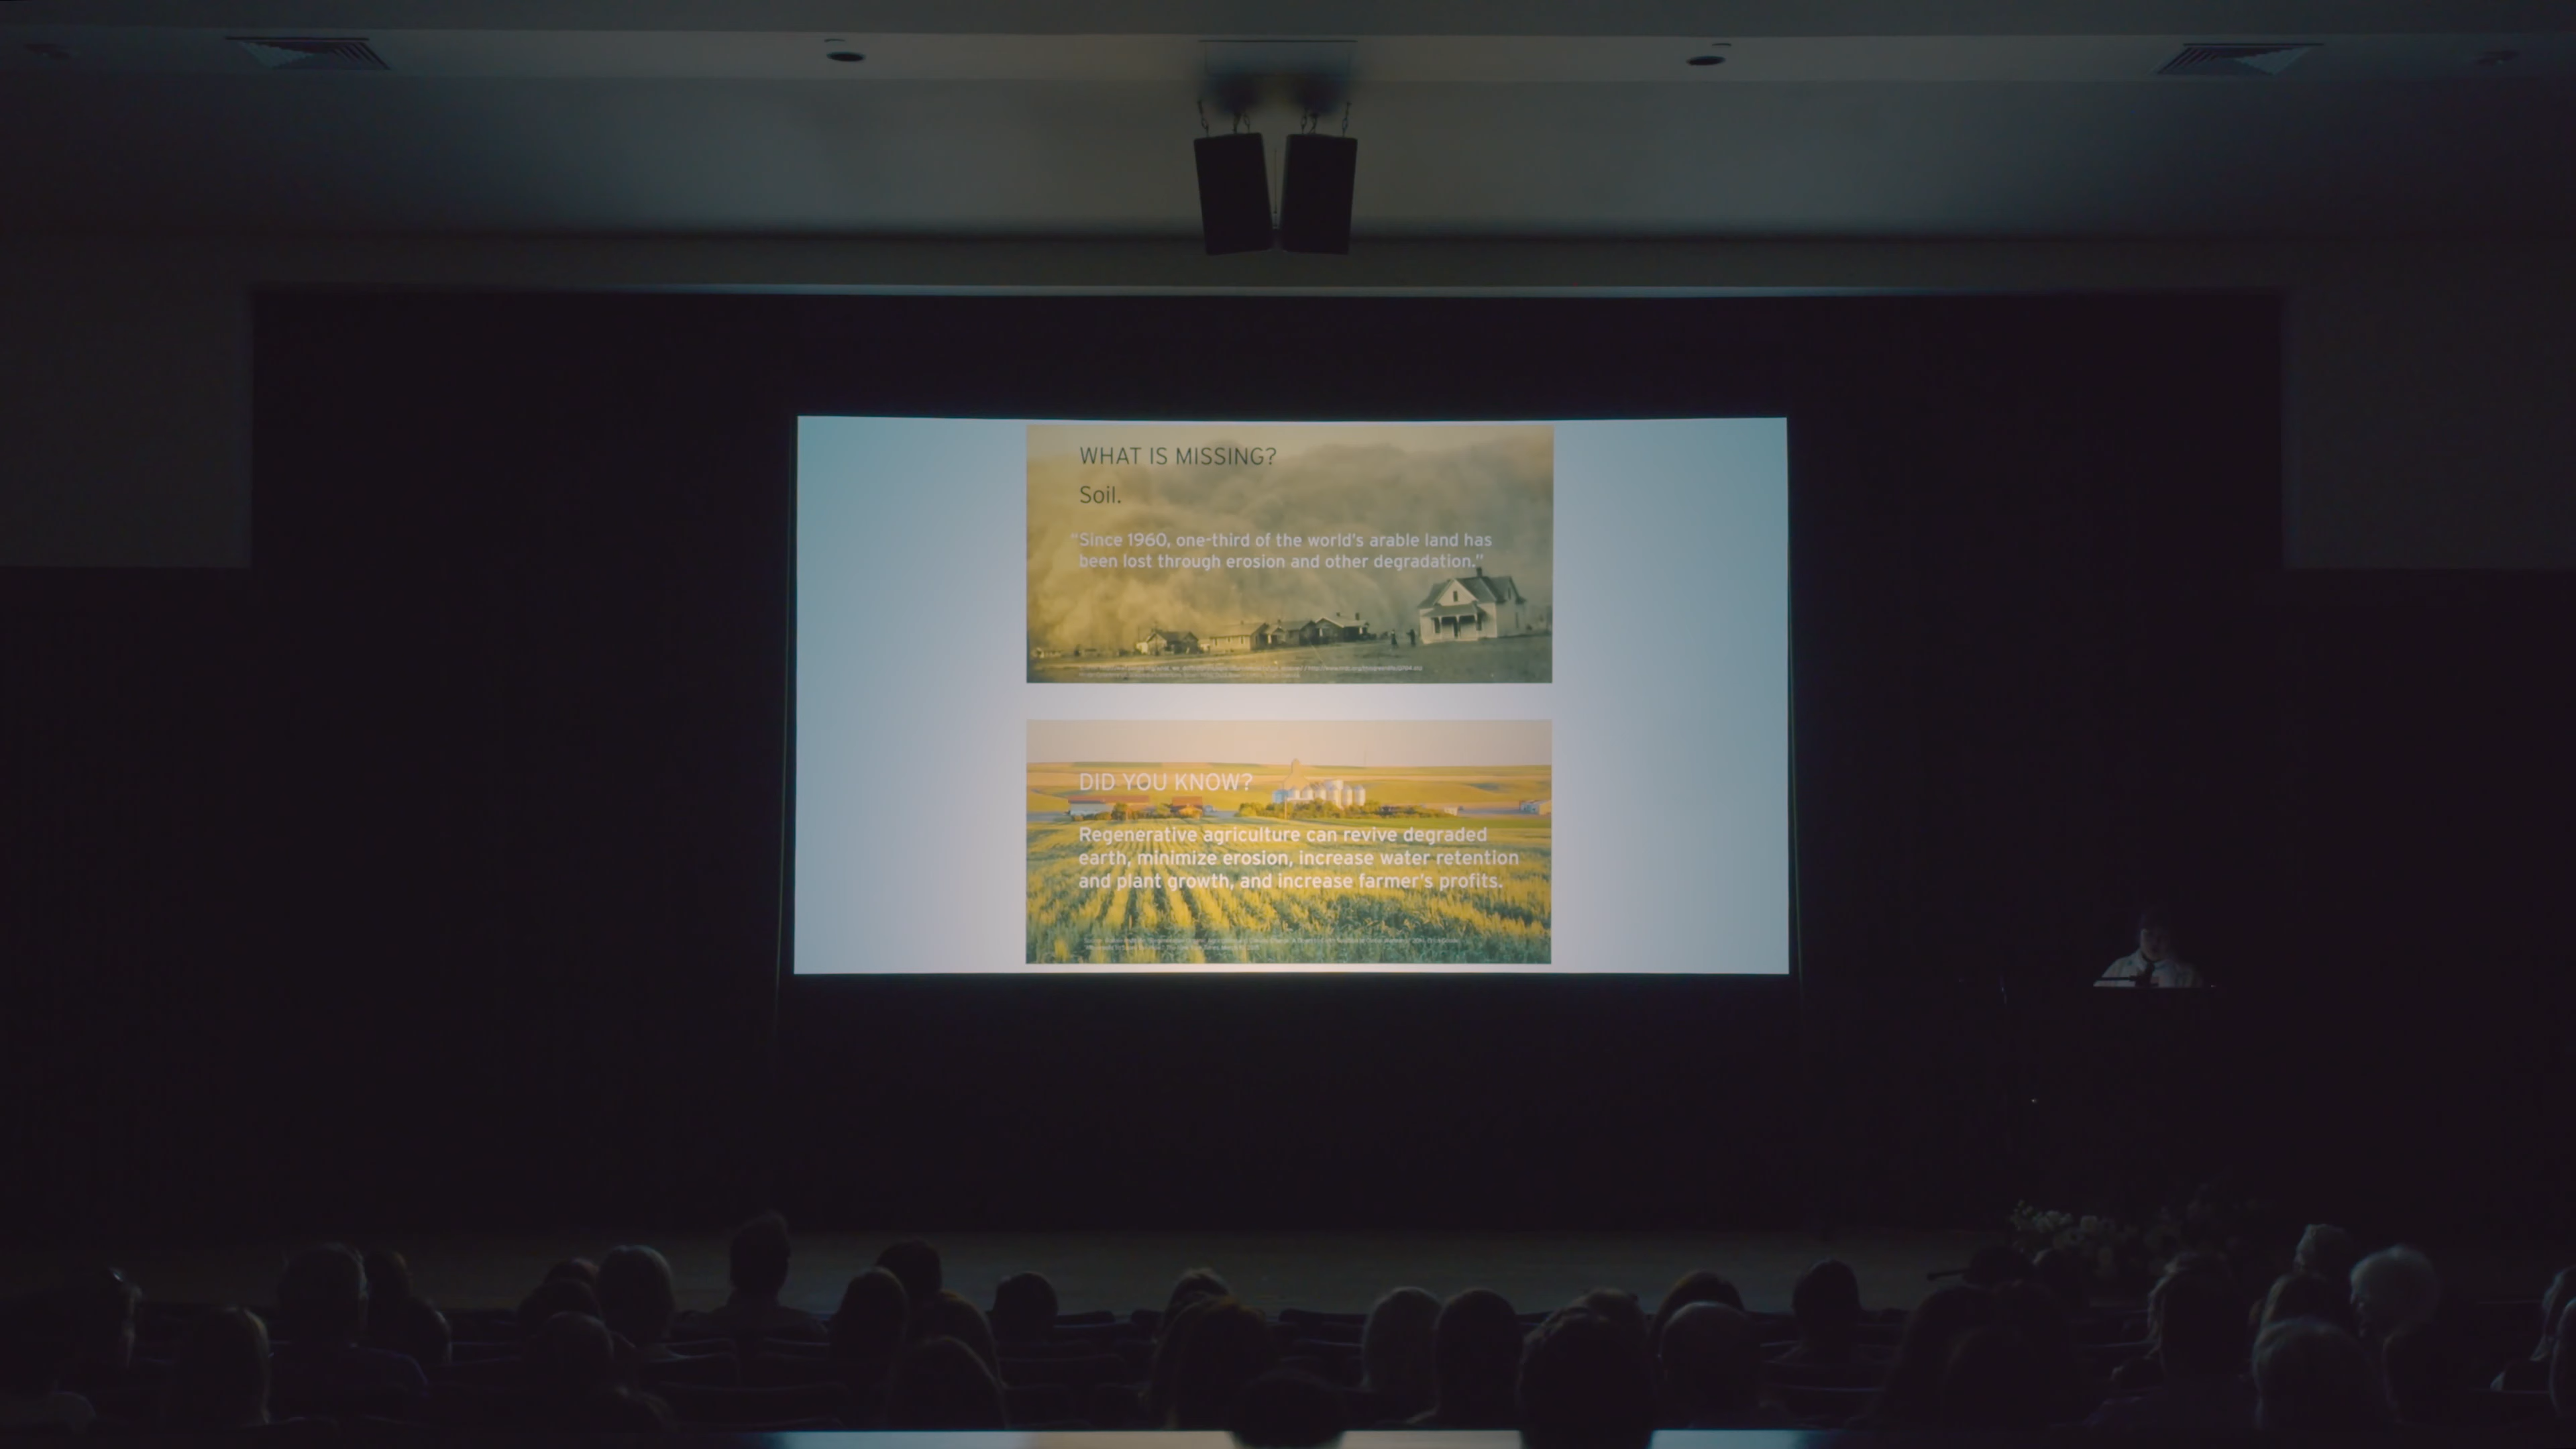 WHAT IS MISSING?
Soil.
"Since 1960, one-third of the world's arable land has
been lost through erosion and other degradation."
DID YOU KNOW?
Regenerative agriculture can revive degraded
earth, minimize erosion, increase water retention
and plant growth, and increase farmer's profits.